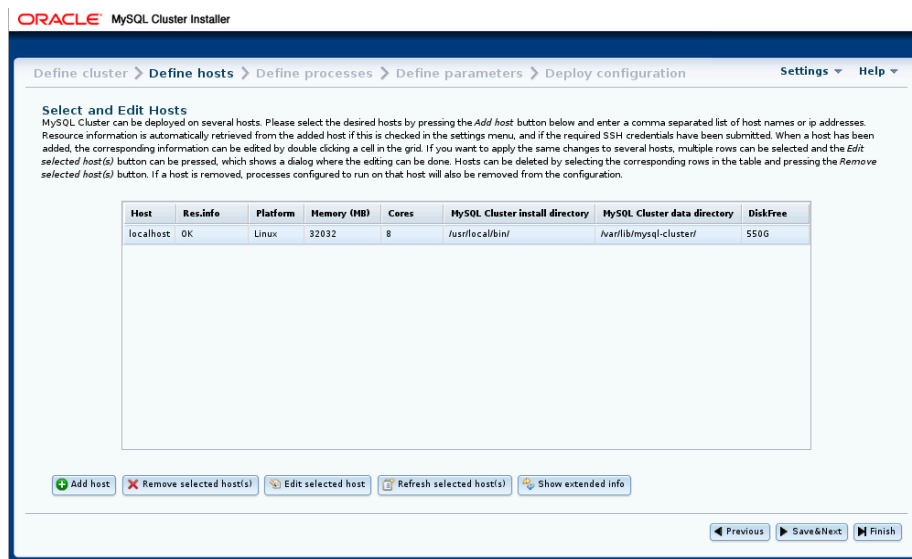 ORACLE® MySQL Cluster Installer
Define cluster > Define hosts > Define processes > Define parameters > Deploy configuration
Settings Help
Select and Edit Hosts
MySQL Cluster can be deployed on several hosts. Please select the desired hosts by pressing the Add host button below and enter a comma separated list of host names or ip addresses.
Resource information is automatically retrieved from the added host if this is checked in the settings menu, and if the required SSH credentials have been submitted. When a host has been
added, the corresponding information can be edited by double clicking a cell in the grid. If you want to apply the same changes to several hosts, multiple rows can be selected and the Edit
selected host(s) button can be pressed, which shows a dialog where the editing can be done. Hosts can be deleted by selecting the corresponding rows in the table and pressing the Remove
selected host(s) button. If a host is removed, processes configured to run on that host will also be removed from the configuration.
Host Res.info Platform Memory (MB) Cores MySQL Cluster install directory MySQL Cluster data directory DiskFree
localhost OK Linux 32032 8 /usr/local/bin/ /var/lib/mysql-cluster/ 550G
Add host Remove selected host(s) Edit selected host Refresh selected host(s) Show extended info
Previous Save&Next Finish